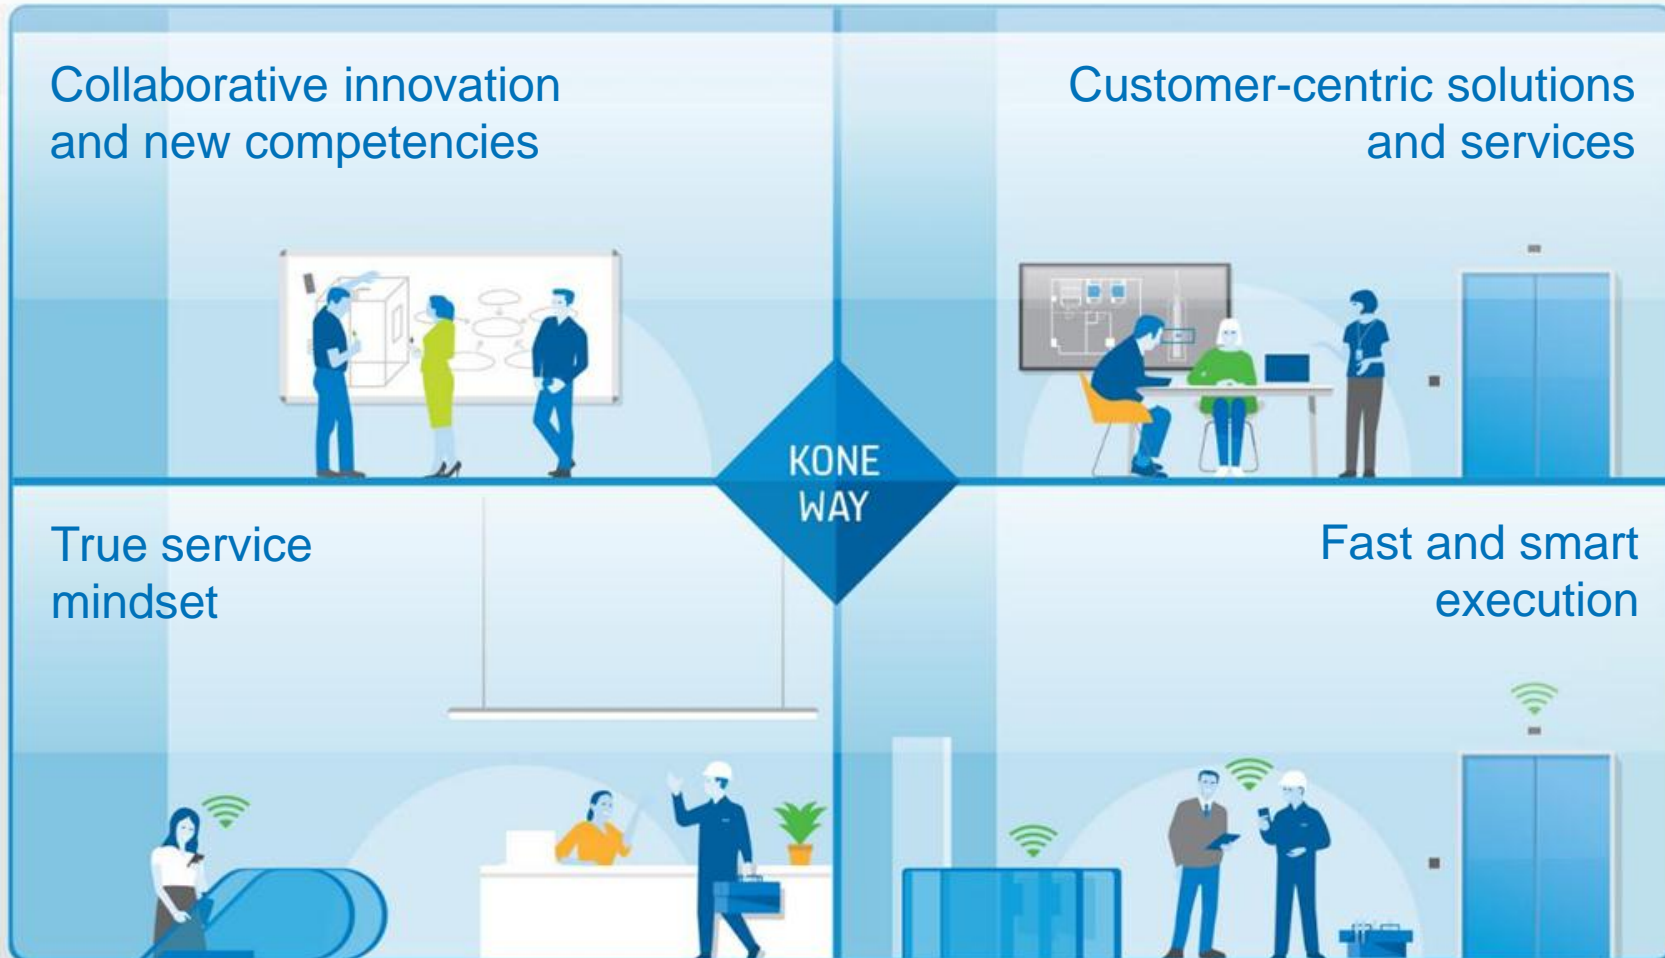 Collaborative innovation
and new competencies
Customer-centric solutions
and services
KONE
WAY
True service
mindset
Fast and smart
execution